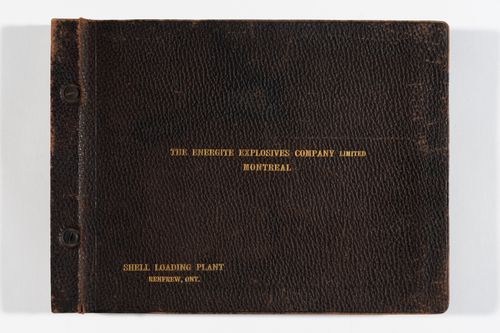 THE ENERGITE EXPLOSIVES COMPANY LIMITED
MONTREAL
SHELL LOADING PLANT
RENFREW, ONT.